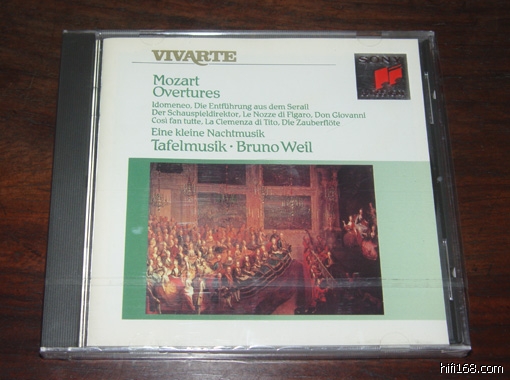 VIVARTE
SONY
Mozart
Overtures
Idomeneo, Die Entführung aus dem Serail
Der Schauspieldirektor, Le Nozze di Figaro, Don Giovanni
Così fan tutte, La Clemenza di Tito, Die Zauberflöte
Eine kleine Nachtmusik
Tafelmusik · Bruno Weil
hifi168.com